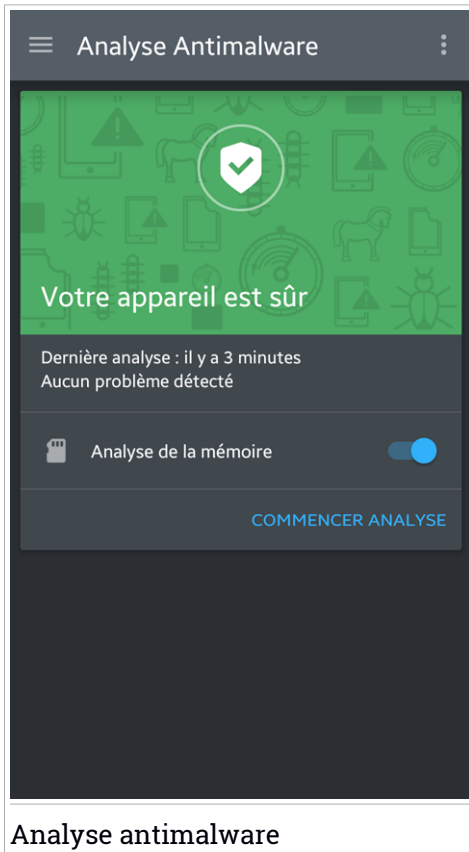 Analyse Antimalware
Votre appareil est sûr
Dernière analyse : il y a 3 minutes
Aucun problème détecté
Analyse de la mémoire
COMMENCER ANALYSE
Analyse antimalware